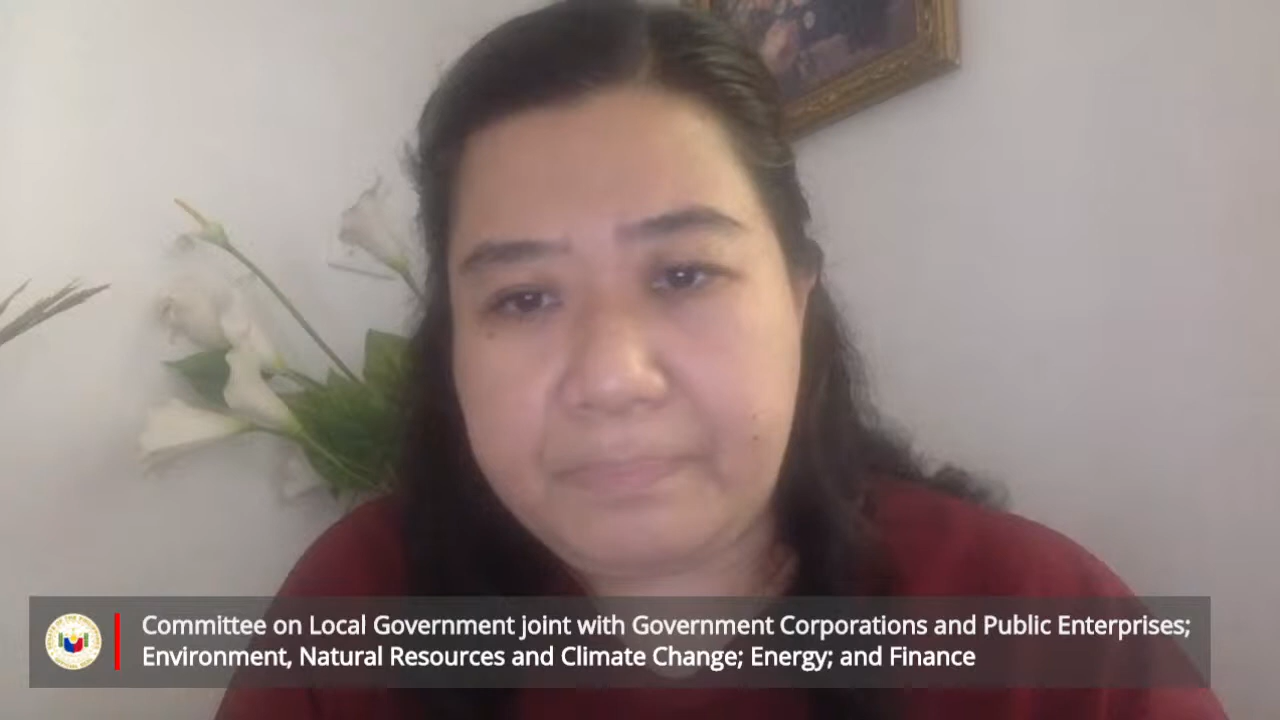 Committee on Local Government joint with Government Corporations and Public Enterprises;
Environment, Natural Resources and Climate Change; Energy; and Finance